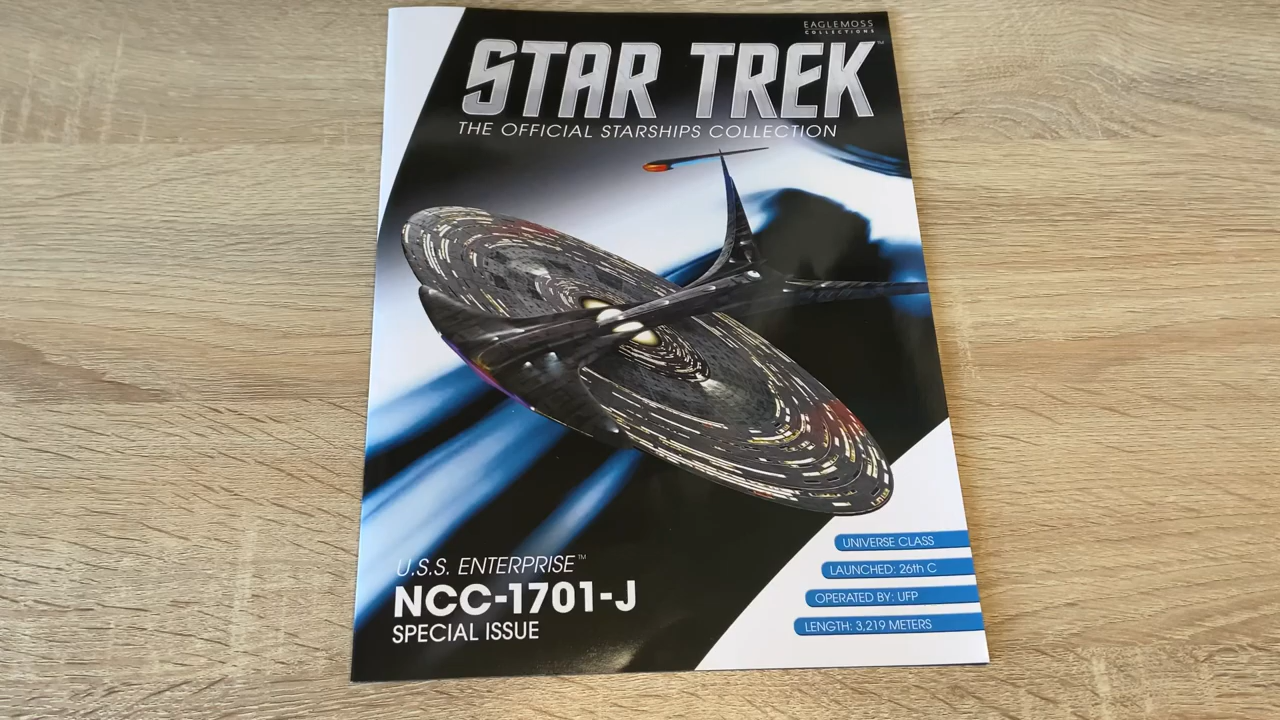 EAGLEMOSS
COLLECTIONS
STAR TREK™
THE OFFICIAL STARSHIPS COLLECTION
U.S.S. ENTERPRISE™
NCC-1701-J
SPECIAL ISSUE
UNIVERSE CLASS
LAUNCHED: 26th C
OPERATED BY: UFP
LENGTH: 3,219 METERS